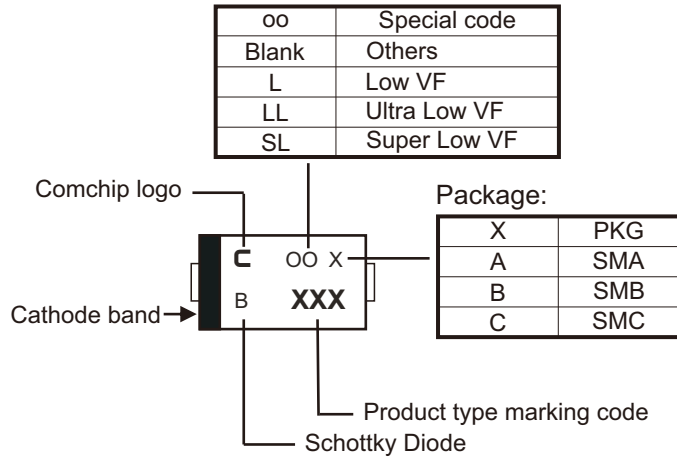 oo Special code
Blank Others
L Low VF
LL Ultra Low VF
SL Super Low VF
Comchip logo
Package:
X PKG
A SMA
B SMB
C SMC
C OO X
B XXX
Cathode band
Product type marking code
Schottky Diode